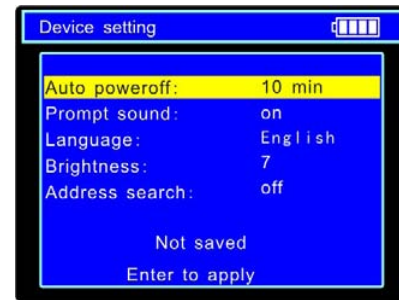 Device setting
Auto poweroff: 10 min
Prompt sound: on
Language: English
Brightness: 7
Address search: off
Not saved
Enter to apply